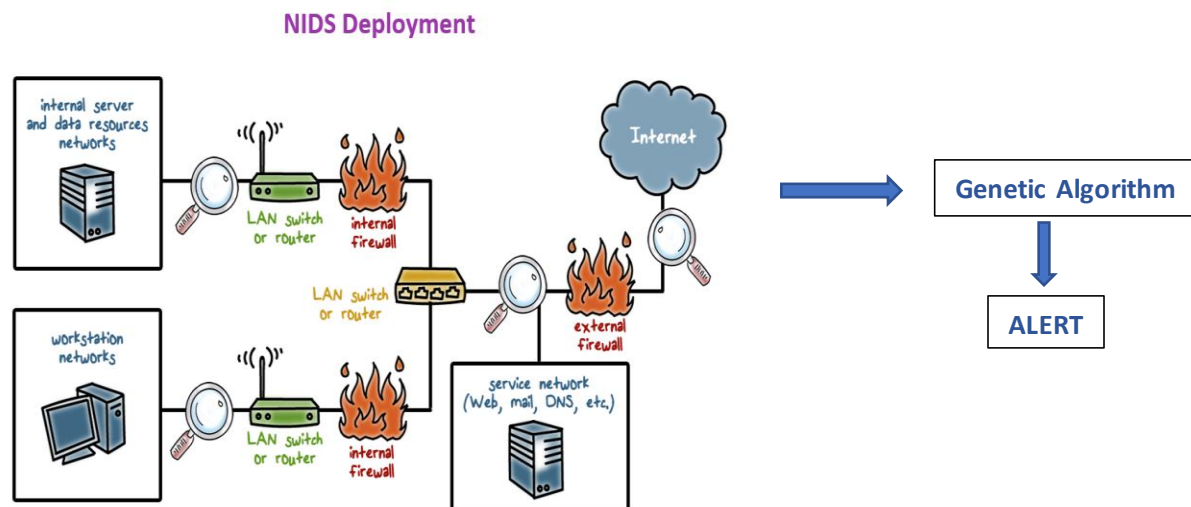 NIDS Deployment
internal server
and data resources
networks
LAN switch
or router
internal
firewall
Internet
Genetic Algorithm
ALERT
LAN switch
or router
external
firewall
workstation
networks
LAN switch
or router
internal
firewall
service network
(Web, mail, DNS, etc.)